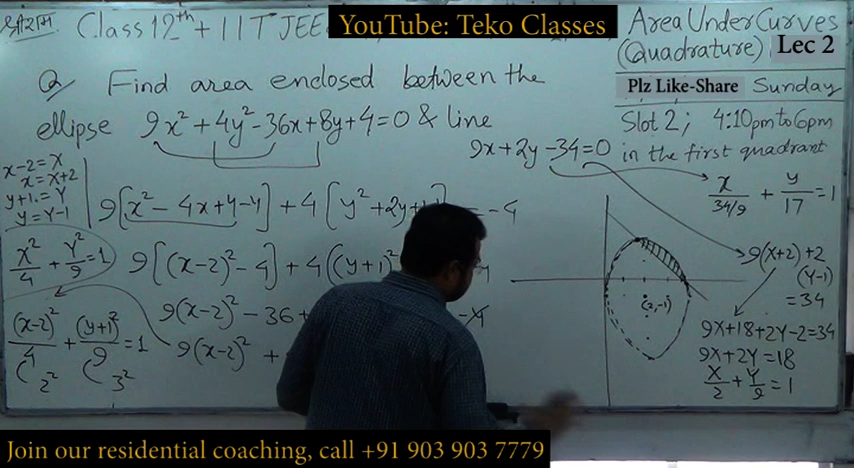 Class 12th + IIT JEE
YouTube: Teko Classes
Area Under Curves
(Quadrature) Lec 2
Plz Like-Share Sunday
Slot 2; 4:10pm to 6pm
Q Find area enclosed between the
ellipse 9x² + 4y² - 36x + 8y + 4 = 0 & line
9x + 2y - 34 = 0 in the first quadrant
x-2 = X
x = X+2
y+1 = Y
y = Y-1
9[x² - 4x + 4 - 4] + 4[y² + 2y + 1 = -4
X²/4 + Y²/9 = 1
9[(x-2)² - 4] + 4((y+1)²
9(x-2)² - 36 + -4
(x-2)²/4 + (y+1)²/9 = 1
2² 3²
9(x-2)² +
x/34/9 + y/17 = 1
(2,-1)
9(X+2) + 2
(Y-1)
= 34
9X+18+2Y-2=34
9X+2Y=18
X/2 + Y/9 = 1
Join our residential coaching, call +91 903 903 7779